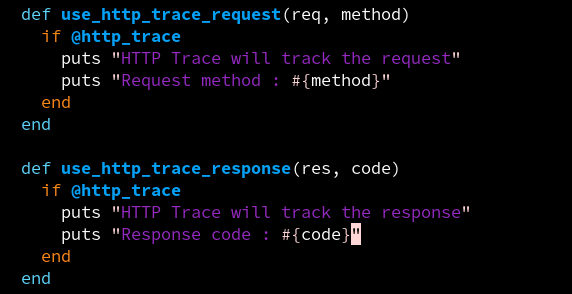 def use_http_trace_request(req, method)
  if @http_trace
    puts "HTTP Trace will track the request"
    puts "Request method : #{method}"
  end
end

def use_http_trace_response(res, code)
  if @http_trace
    puts "HTTP Trace will track the response"
    puts "Response code : #{code}"
  end
end